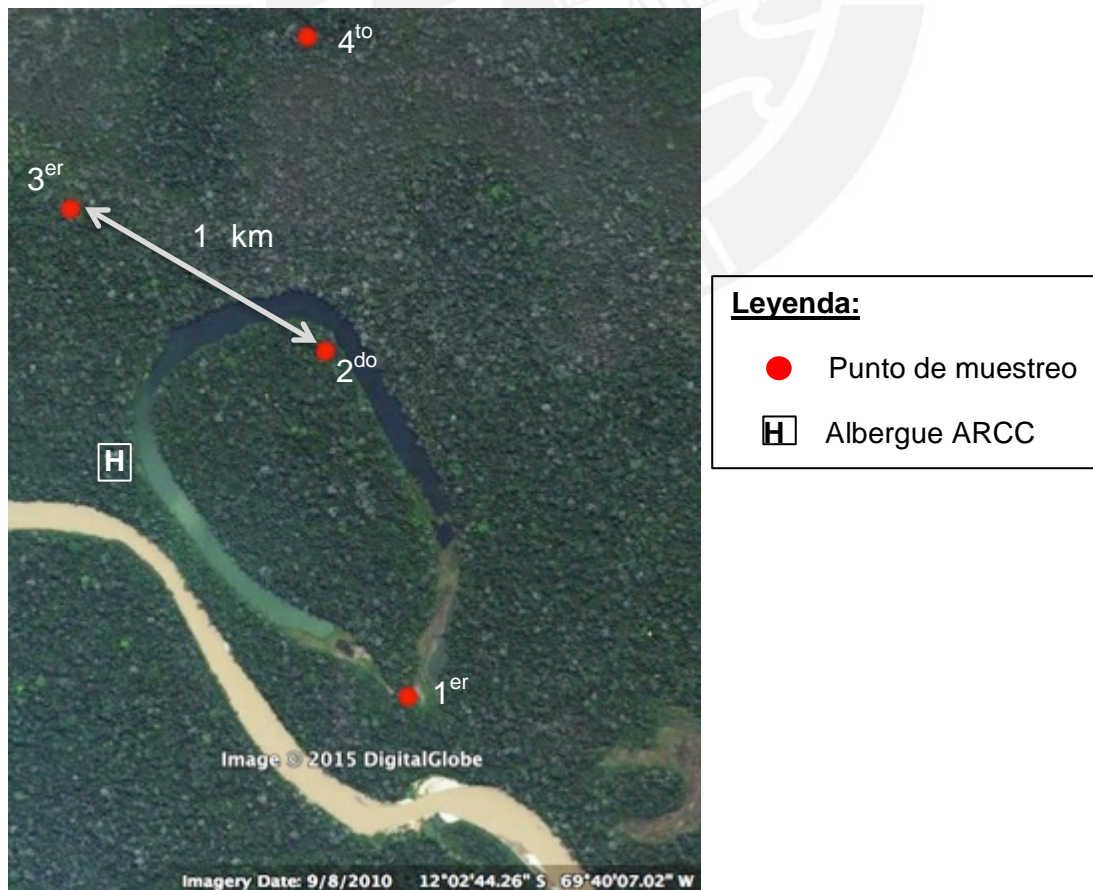 4to
3er
1 km
Leyenda:
2do
Punto de muestreo
H Albergue ARCC
H
1er
Image © 2015 DigitalGlobe
Imagery Date: 9/8/2010 12°02'44.26" S 69°40'07.02" W